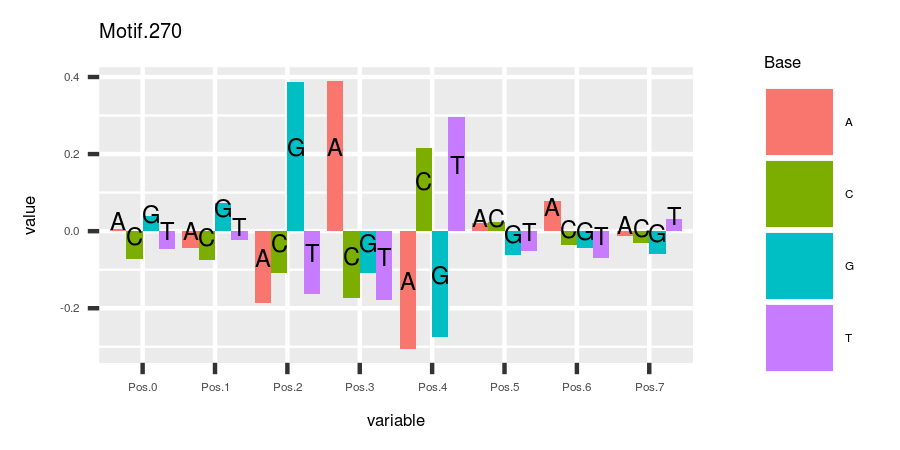 Motif.270
value
0.4
0.2
0.0
-0.2
A C G T A C G T A C G T A C G T A C G T A C G T A C G T A C G T
Pos.0 Pos.1 Pos.2 Pos.3 Pos.4 Pos.5 Pos.6 Pos.7
variable
Base
A
C
G
T